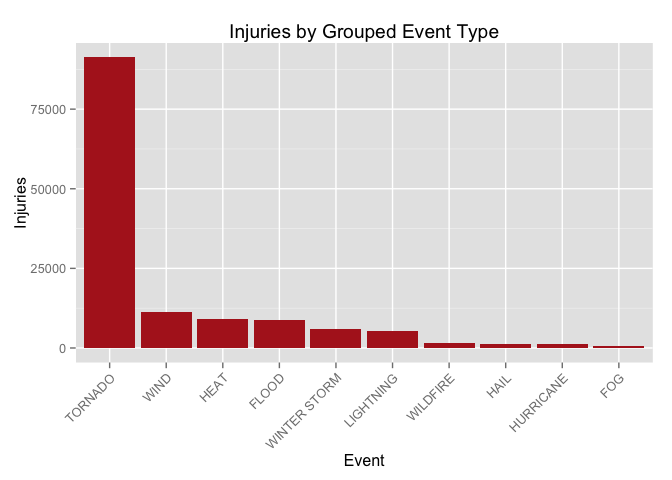 Injuries by Grouped Event Type
Injuries
75000
50000
25000
0
TORNADO
WIND
HEAT
FLOOD
WINTER STORM
LIGHTNING
WILDFIRE
HAIL
HURRICANE
FOG
Event